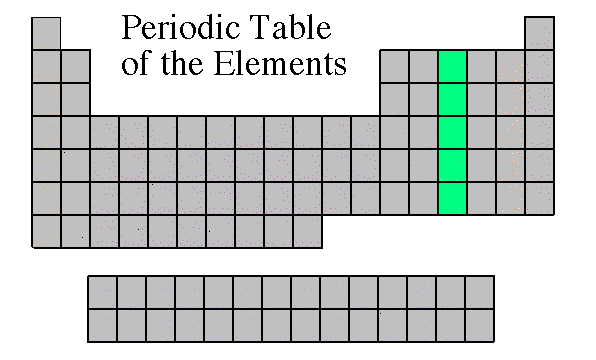 Periodic Table
of the Elements